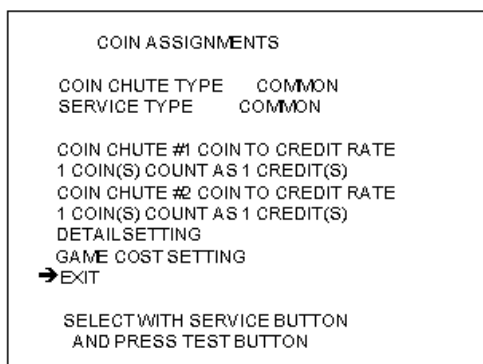 COIN ASSIGNMENTS
COIN CHUTE TYPE COMMON
SERVICE TYPE COMMON
COIN CHUTE #1 COIN TO CREDIT RATE
1 COIN(S) COUNT AS 1 CREDIT(S)
COIN CHUTE #2 COIN TO CREDIT RATE
1 COIN(S) COUNT AS 1 CREDIT(S)
DETAIL SETTING
GAME COST SETTING
➔ EXIT
SELECT WITH SERVICE BUTTON
AND PRESS TEST BUTTON